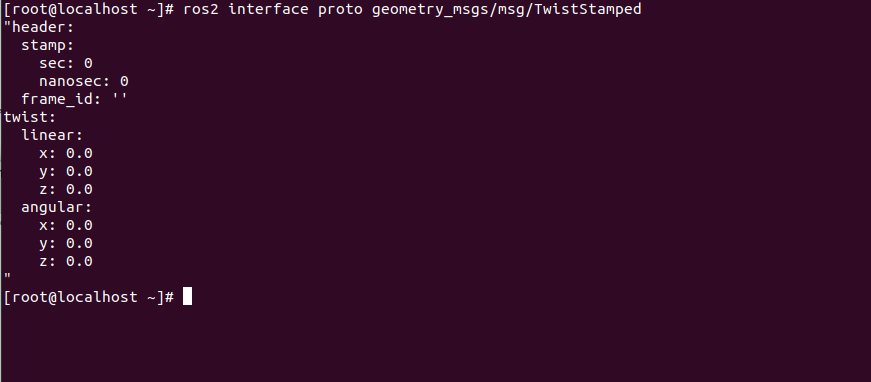 [root@localhost ~]# ros2 interface proto geometry_msgs/msg/TwistStamped
"header:
  stamp:
    sec: 0
    nanosec: 0
  frame_id: ''
twist:
  linear:
    x: 0.0
    y: 0.0
    z: 0.0
  angular:
    x: 0.0
    y: 0.0
    z: 0.0
"
[root@localhost ~]#